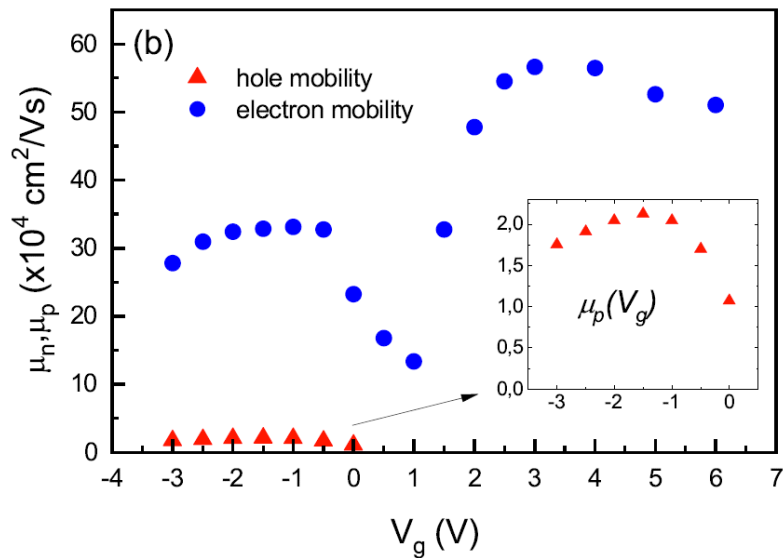 (b)
hole mobility
electron mobility
μn,μp (x10⁴ cm²/Vs)
60
50
40
30
20
10
0
-4 -3 -2 -1 0 1 2 3 4 5 6 7
Vg (V)
2,0
1,5
1,0
0,5
0,0
μp(Vg)
-3 -2 -1 0